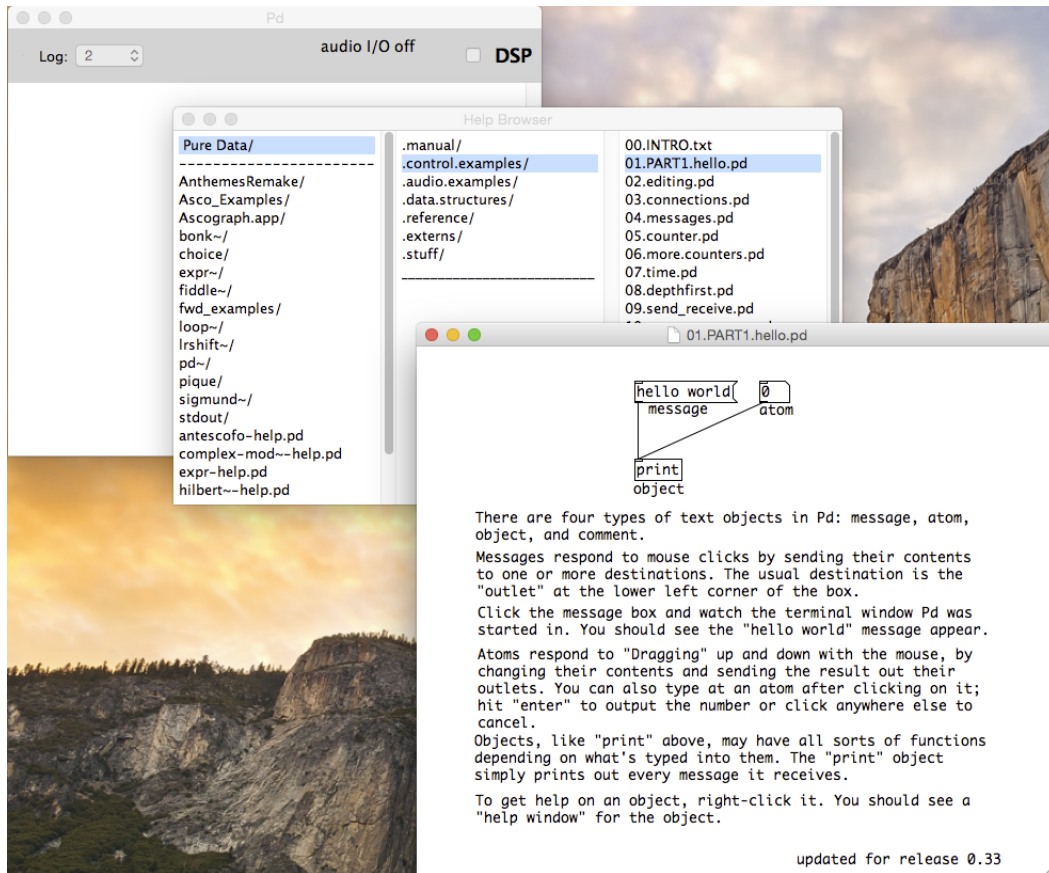 Pd
Log: 2
audio I/O off
DSP
Help Browser
Pure Data/
------------------------
AnthemesRemake/
Asco_Examples/
Ascograph.app/
bonk~/
choice/
expr~/
fiddle~/
fwd_examples/
loop~/
lrshift~/
pd~/
pique/
sigmund~/
stdout/
antescofo-help.pd
complex-mod~-help.pd
expr-help.pd
hilbert~-help.pd
.manual/
.control.examples/
.audio.examples/
.data.structures/
.reference/
.externs/
.stuff/
________________________
00.INTRO.txt
01.PART1.hello.pd
02.editing.pd
03.connections.pd
04.messages.pd
05.counter.pd
06.more.counters.pd
07.time.pd
08.depthfirst.pd
09.send_receive.pd
01.PART1.hello.pd
hello world
0
message
atom
print
object
There are four types of text objects in Pd: message, atom,
object, and comment.
Messages respond to mouse clicks by sending their contents
to one or more destinations. The usual destination is the
"outlet" at the lower left corner of the box.
Click the message box and watch the terminal window Pd was
started in. You should see the "hello world" message appear.
Atoms respond to "Dragging" up and down with the mouse, by
changing their contents and sending the result out their
outlets. You can also type at an atom after clicking on it;
hit "enter" to output the number or click anywhere else to
cancel.
Objects, like "print" above, may have all sorts of functions
depending on what's typed into them. The "print" object
simply prints out every message it receives.
To get help on an object, right-click it. You should see a
"help window" for the object.
updated for release 0.33